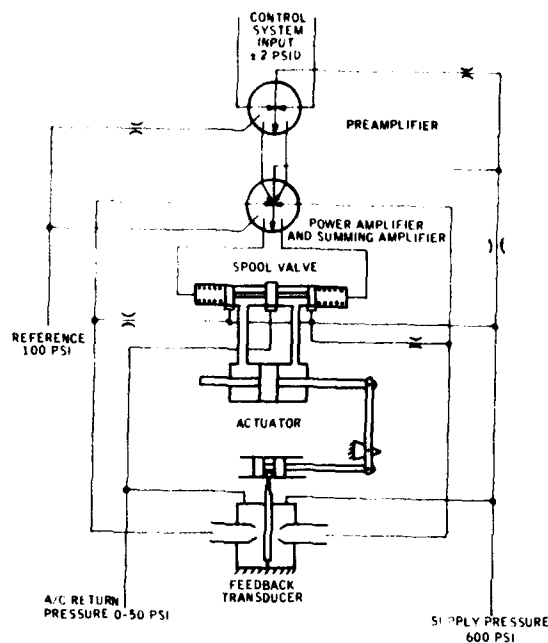 CONTROL
SYSTEM
INPUT
± 2 PSID
PREAMPLIFIER
POWER AMPLIFIER
AND SUMMING AMPLIFIER
SPOOL VALVE
REFERENCE
100 PSI
ACTUATOR
FEEDBACK
TRANSDUCER
A/C RETURN
PRESSURE 0-50 PSI
SUPPLY PRESSURE
600 PSI